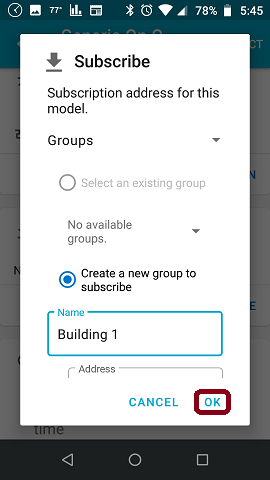 77° 78% 5:45
Generic On O
Subscribe
Subscription address for this
model.
Groups
Select an existing group
No available
groups.
Create a new group to
subscribe
Name
Building 1
Address
CANCEL OK
time